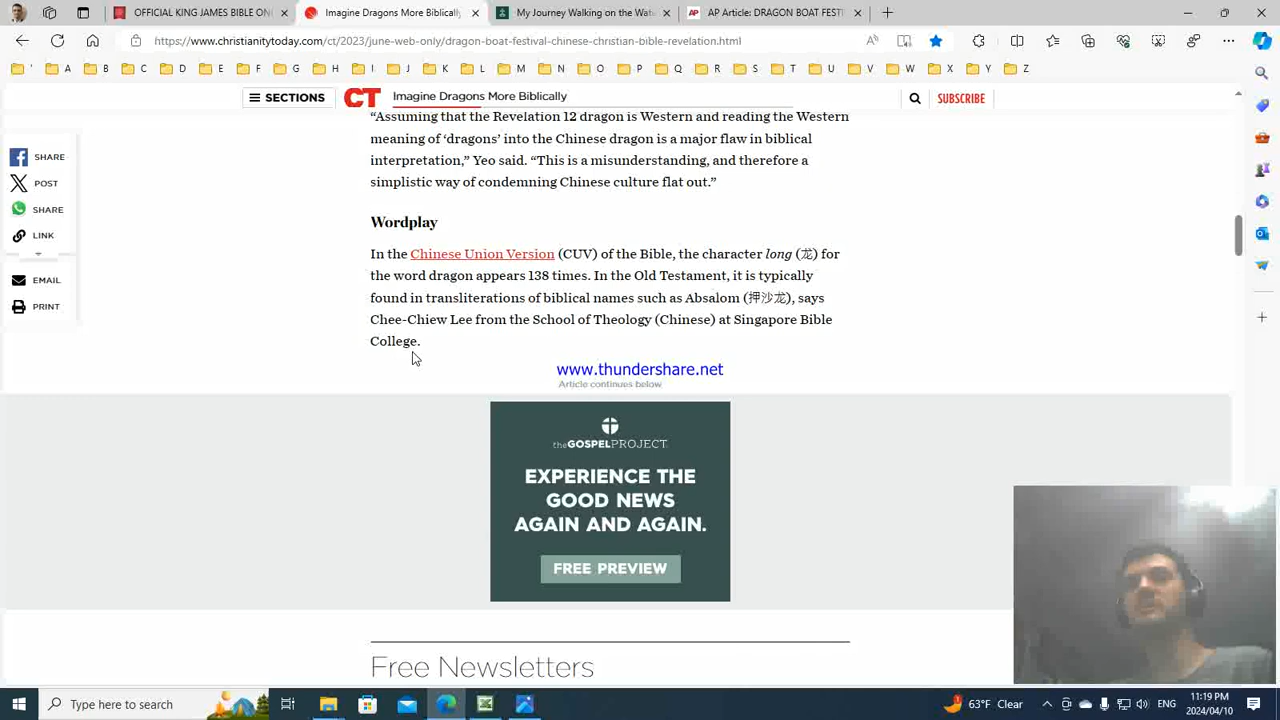 OFFICIAL KING JAMES BIBLE ON
Imagine Dragons More Biblically
My Journey Walking on the Wat
AP Article: DRAGON BOAT FEST
https://www.christianitytoday.com/ct/2023/june-web-only/dragon-boat-festival-chinese-christian-bible-revelation.html
' A B C D E F G H I J K L M N O P Q R S T U V W X Y Z
SECTIONS
CT
Imagine Dragons More Biblically
SUBSCRIBE
“Assuming that the Revelation 12 dragon is Western and reading the Western
meaning of ‘dragons’ into the Chinese dragon is a major flaw in biblical
interpretation,” Yeo said. “This is a misunderstanding, and therefore a
simplistic way of condemning Chinese culture flat out.”
SHARE
POST
SHARE
LINK
EMAIL
PRINT
Wordplay
In the Chinese Union Version (CUV) of the Bible, the character long (龙) for
the word dragon appears 138 times. In the Old Testament, it is typically
found in transliterations of biblical names such as Absalom (押沙龙), says
Chee-Chiew Lee from the School of Theology (Chinese) at Singapore Bible
College.
www.thundershare.net
Article continues below
the GOSPEL PROJECT
EXPERIENCE THE
GOOD NEWS
AGAIN AND AGAIN.
FREE PREVIEW
Free Newsletters
Type here to search
63°F Clear
ENG
11:19 PM
2024/04/10